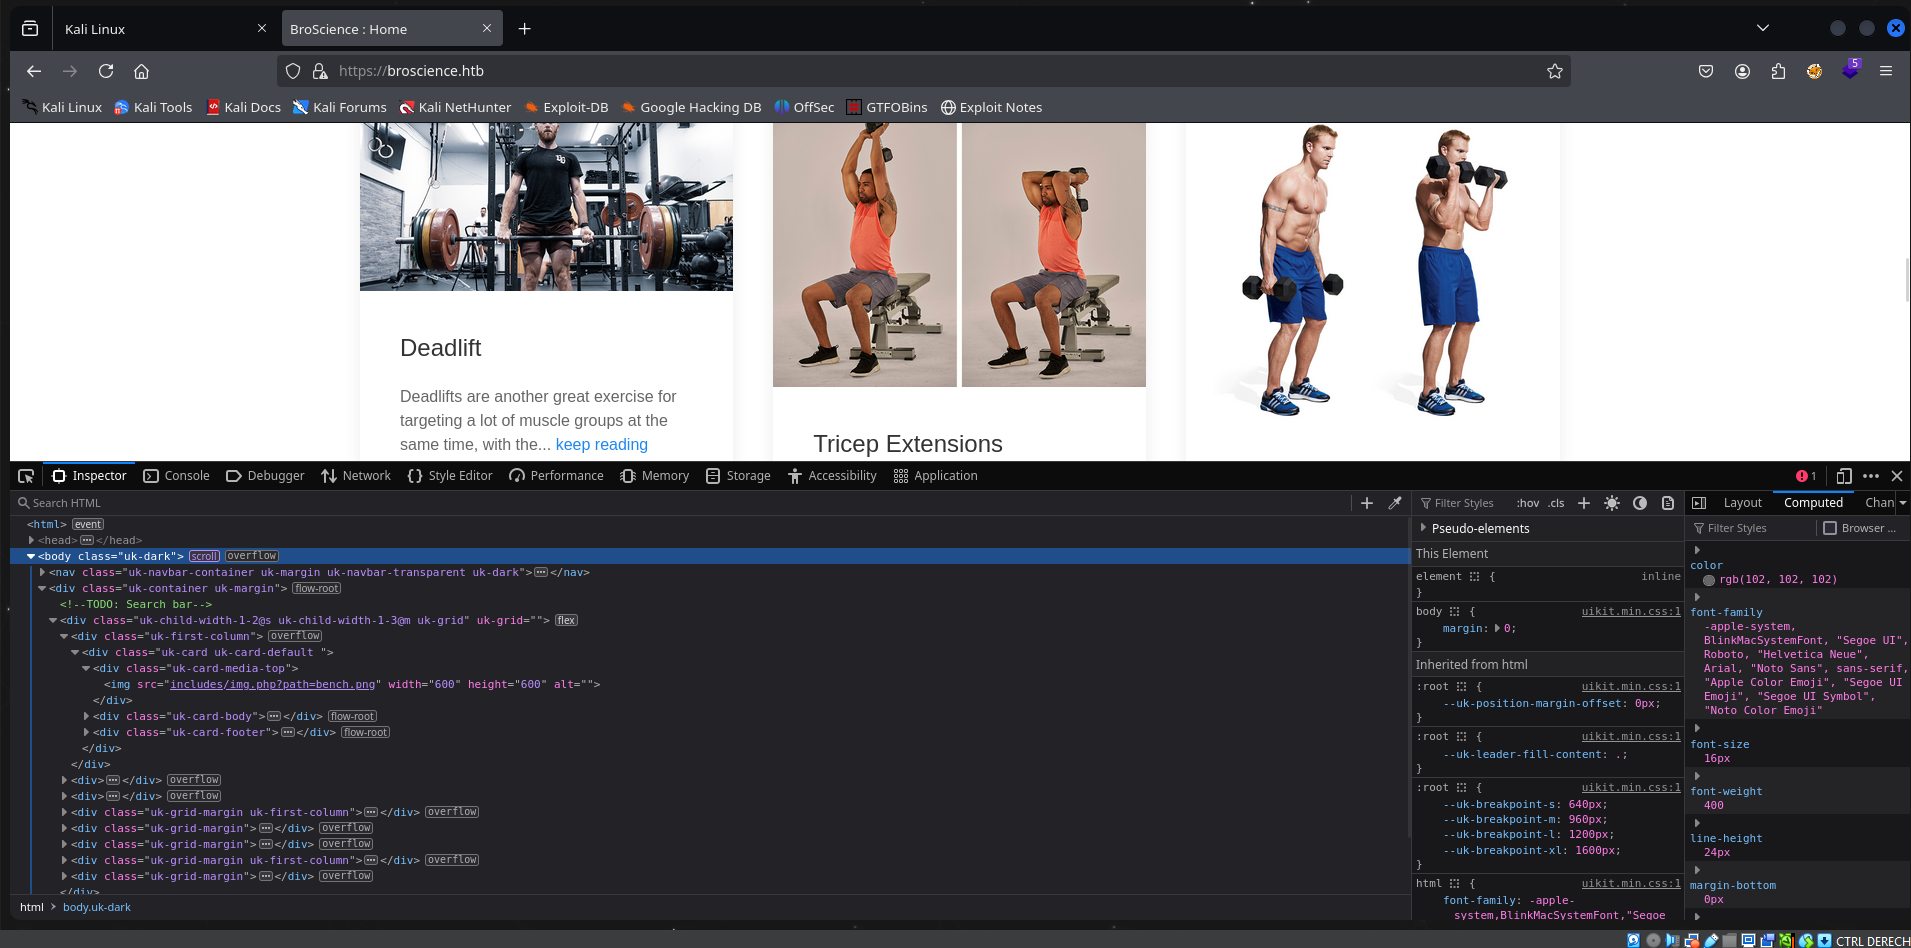 Kali Linux
BroScience : Home
https://broscience.htb
5
Kali Linux Kali Tools Kali Docs Kali Forums Kali NetHunter Exploit-DB Google Hacking DB OffSec GTFOBins Exploit Notes
Deadlift
Deadlifts are another great exercise for
targeting a lot of muscle groups at the
same time, with the... keep reading
Tricep Extensions
Inspector Console Debugger Network Style Editor Performance Memory Storage Accessibility Application 1
Search HTML
<html> event
<head> </head>
<body class="uk-dark"> scroll overflow
<nav class="uk-navbar-container uk-margin uk-navbar-transparent uk-dark"> </nav>
<div class="uk-container uk-margin"> flow-root
<!--TODO: Search bar-->
<div class="uk-child-width-1-2@s uk-child-width-1-3@m uk-grid" uk-grid=""> flex
<div class="uk-first-column"> overflow
<div class="uk-card uk-card-default ">
<div class="uk-card-media-top">
<img src="includes/img.php?path=bench.png" width="600" height="600" alt="">
</div>
<div class="uk-card-body"> </div> flow-root
<div class="uk-card-footer"> </div> flow-root
</div>
</div>
<div> </div> overflow
<div> </div> overflow
<div class="uk-grid-margin uk-first-column"> </div> overflow
<div class="uk-grid-margin"> </div> overflow
<div class="uk-grid-margin"> </div> overflow
<div class="uk-grid-margin uk-first-column"> </div> overflow
<div class="uk-grid-margin"> </div> overflow
</div>
html > body.uk-dark
Filter Styles :hov .cls
Pseudo-elements
This Element
element { inline
}
body { uikit.min.css:1
margin: 0;
}
Inherited from html
:root { uikit.min.css:1
--uk-position-margin-offset: 0px;
}
:root { uikit.min.css:1
--uk-leader-fill-content: .;
}
:root { uikit.min.css:1
--uk-breakpoint-s: 640px;
--uk-breakpoint-m: 960px;
--uk-breakpoint-l: 1200px;
--uk-breakpoint-xl: 1600px;
}
html { uikit.min.css:1
font-family: -apple-
system,BlinkMacSystemFont,"Segoe
Layout Computed Chan
Filter Styles Browser ...
color
rgb(102, 102, 102)
font-family
-apple-system,
BlinkMacSystemFont, "Segoe UI",
Roboto, "Helvetica Neue",
Arial, "Noto Sans", sans-serif,
"Apple Color Emoji", "Segoe UI
Emoji", "Segoe UI Symbol",
"Noto Color Emoji"
font-size
16px
font-weight
400
line-height
24px
margin-bottom
0px
CTRL DERECH